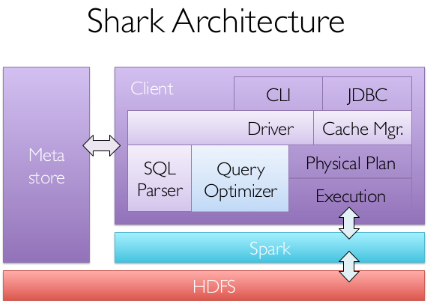 Shark Architecture
Meta
store
Client
CLI
JDBC
Driver
Cache Mgr.
SQL
Parser
Query
Optimizer
Physical Plan
Execution
Spark
HDFS